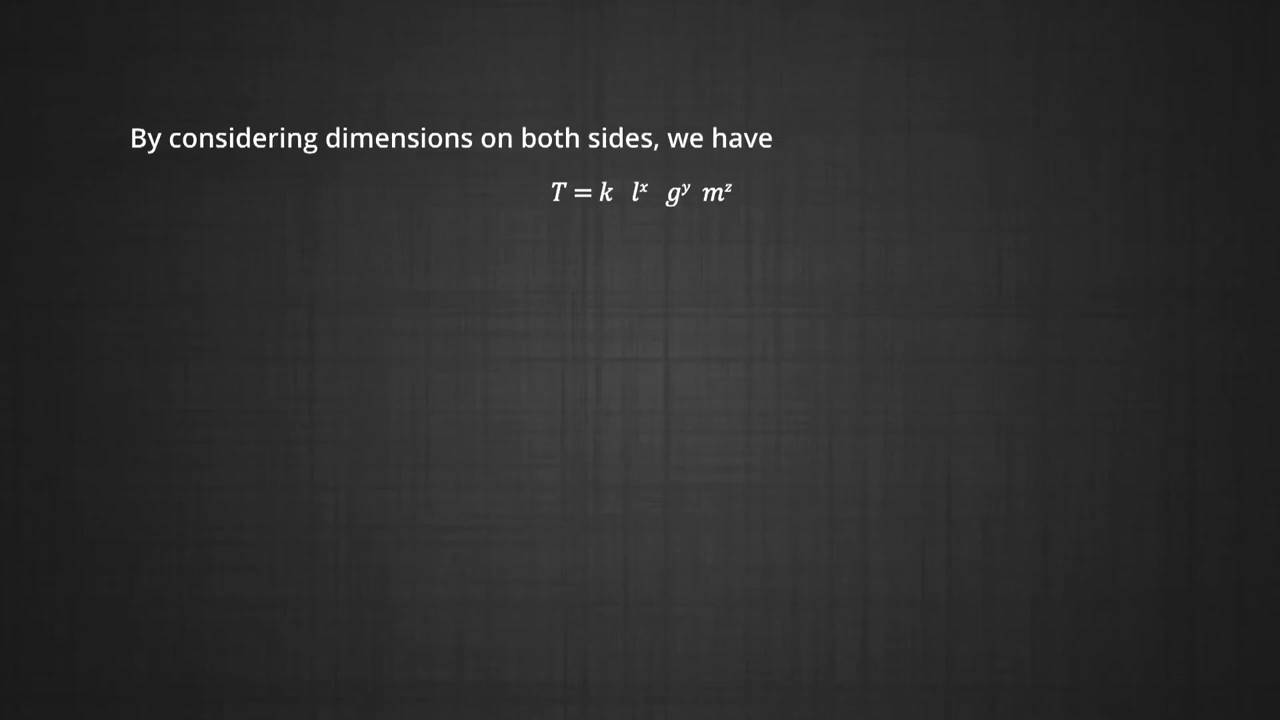 By considering dimensions on both sides, we have
T = k l^x g^y m^z